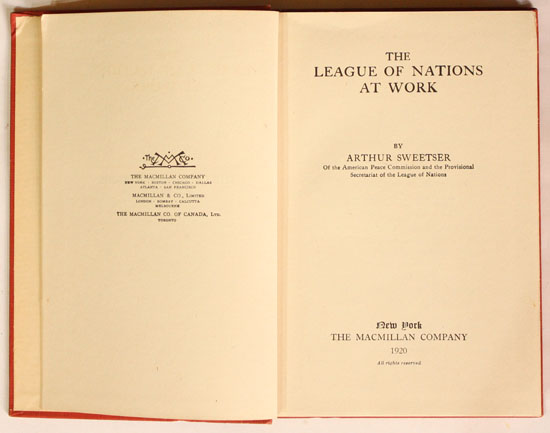 The M Co.
THE MACMILLAN COMPANY
NEW YORK · BOSTON · CHICAGO · DALLAS
ATLANTA · SAN FRANCISCO
MACMILLAN & CO., LIMITED
LONDON · BOMBAY · CALCUTTA
MELBOURNE
THE MACMILLAN CO. OF CANADA, LTD.
TORONTO
THE
LEAGUE OF NATIONS
AT WORK
BY
ARTHUR SWEETSER
Of the American Peace Commission and the Provisional
Secretariat of the League of Nations
New York
THE MACMILLAN COMPANY
1920
All rights reserved